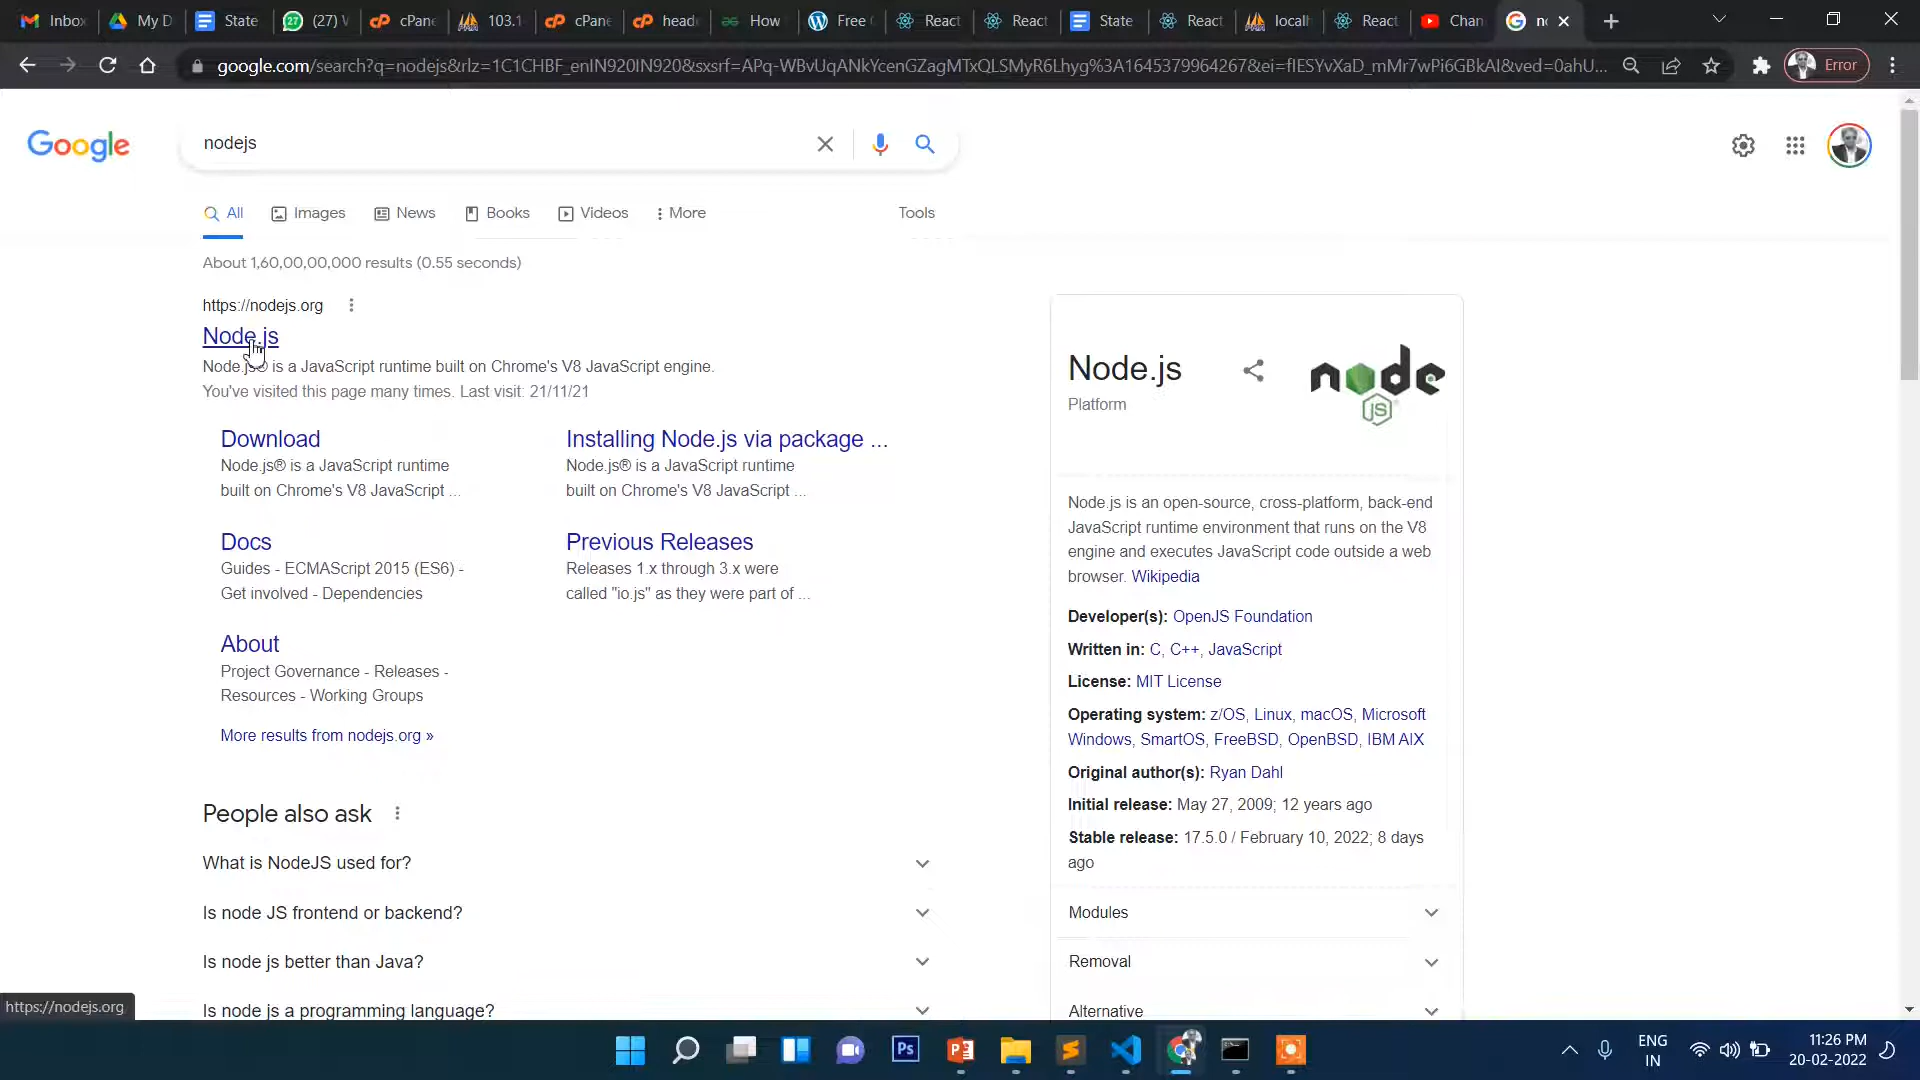 Inbo
My D
State
(27) 
cPane
103.1
cPane
head
How
Free
React
React
State
React
localh
React
Chan
google.com/search?q=nodejs&rlz=1C1CHBF_enIN920IN920&sxsrf=APq-WBvUqANkYcenGZagMTxQLSMyR6Lhyg%3A1645379964267&ei=fIESYvXaD_mMr7wPi6GBkAI&ved=0ahU...
Error
Google
nodejs
All
Images
News
Books
Videos
More
Tools
About 1,60,00,00,000 results (0.55 seconds)
https://nodejs.org
Node.js
Node.js® is a JavaScript runtime built on Chrome's V8 JavaScript engine.
You've visited this page many times. Last visit: 21/11/21
Download
Node.js® is a JavaScript runtime
built on Chrome's V8 JavaScript ...
Installing Node.js via package ...
Node.js® is a JavaScript runtime
built on Chrome's V8 JavaScript ...
Docs
Guides - ECMAScript 2015 (ES6) -
Get involved - Dependencies
Previous Releases
Releases 1.x through 3.x were
called "io.js" as they were part of ...
About
Project Governance - Releases -
Resources - Working Groups
More results from nodejs.org »
People also ask
What is NodeJS used for?
Is node JS frontend or backend?
Is node js better than Java?
Is node js a programming language?
Node.js
Platform
node
JS
Node.js is an open-source, cross-platform, back-end
JavaScript runtime environment that runs on the V8
engine and executes JavaScript code outside a web
browser. Wikipedia
Developer(s): OpenJS Foundation
Written in: C, C++, JavaScript
License: MIT License
Operating system: z/OS, Linux, macOS, Microsoft
Windows, SmartOS, FreeBSD, OpenBSD, IBM AIX
Original author(s): Ryan Dahl
Initial release: May 27, 2009; 12 years ago
Stable release: 17.5.0 / February 10, 2022; 8 days
ago
Modules
Removal
Alternative
https://nodejs.org
Ps
ENG
IN
11:26 PM
20-02-2022